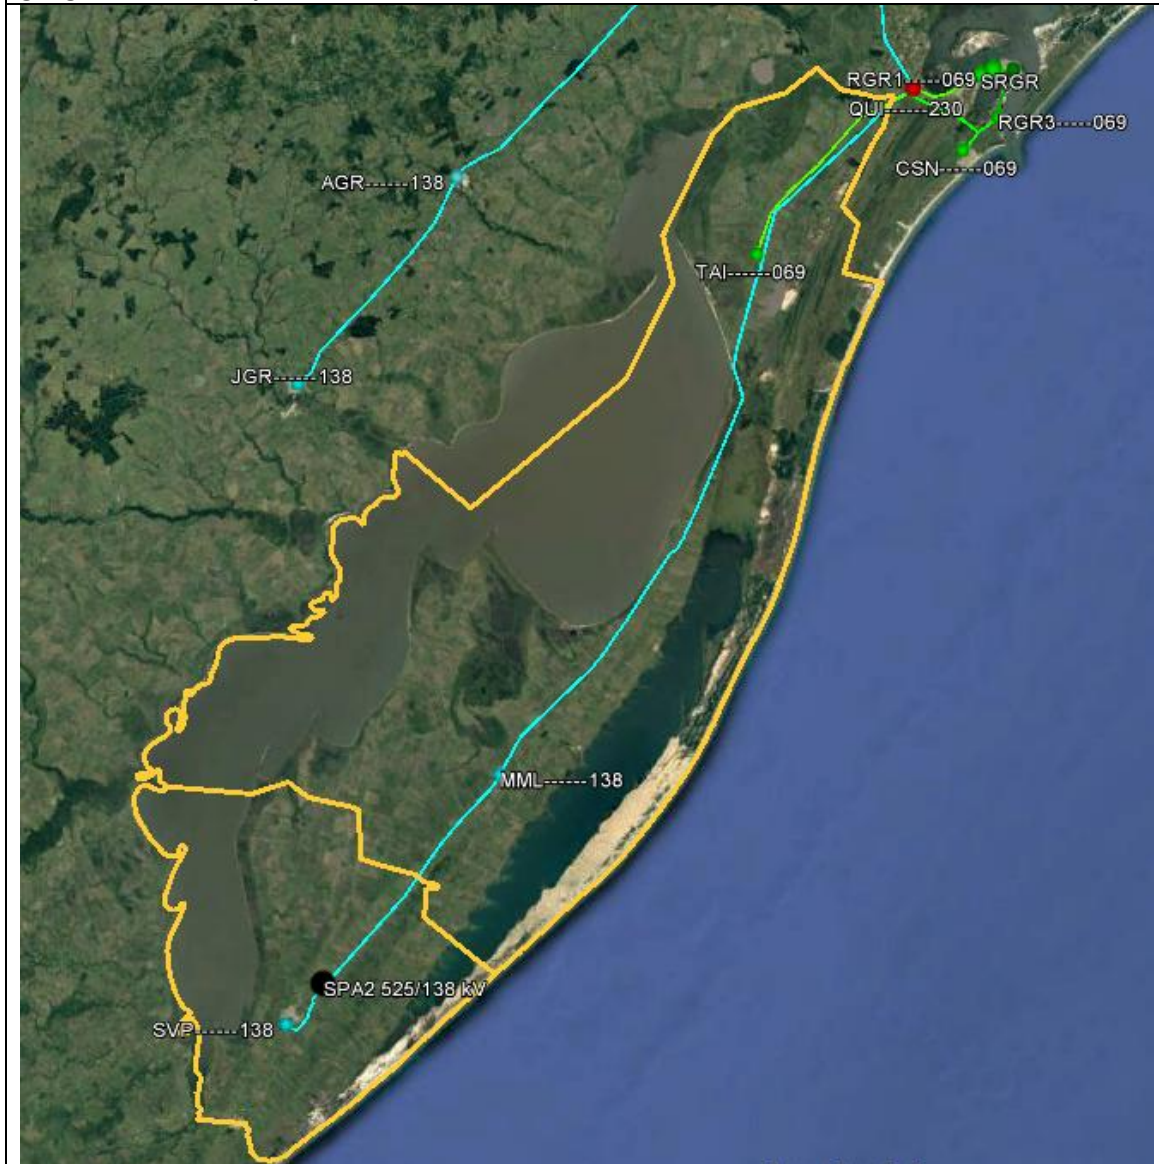 RGR1-----069
SRGR
QUI------230
RGR3-----069
CSN------069
AGR------138
TAI------069
JGR------138
MML------138
SPA2 525/138 kV
SVP------138